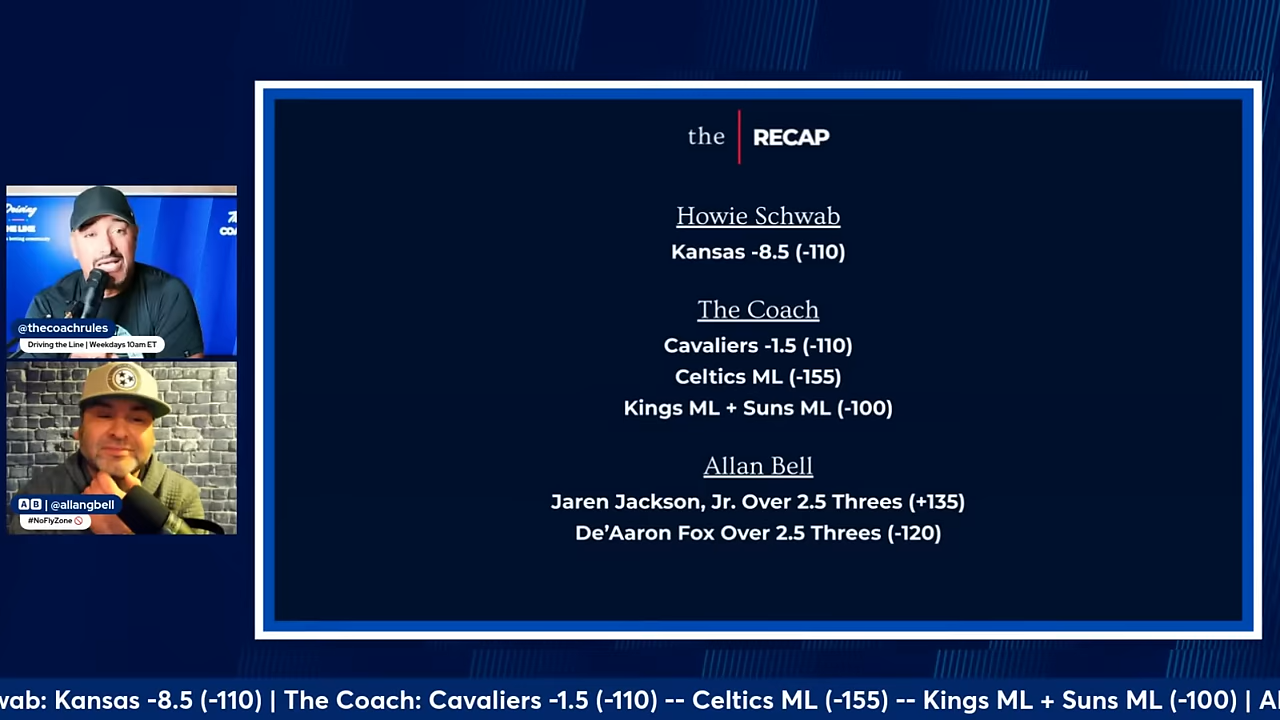 the | RECAP
Howie Schwab
Kansas -8.5 (-110)
The Coach
Cavaliers -1.5 (-110)
Celtics ML (-155)
Kings ML + Suns ML (-100)
Allan Bell
Jaren Jackson, Jr. Over 2.5 Threes (+135)
De’Aaron Fox Over 2.5 Threes (-120)
Driving
THE LINE
@thecoachrules
Driving the Line | Weekdays 10am ET
🅰🅱 | @allangbell
#NoFlyZone 🚫
wab: Kansas -8.5 (-110) | The Coach: Cavaliers -1.5 (-110) -- Celtics ML (-155) -- Kings ML + Suns ML (-100) | Al